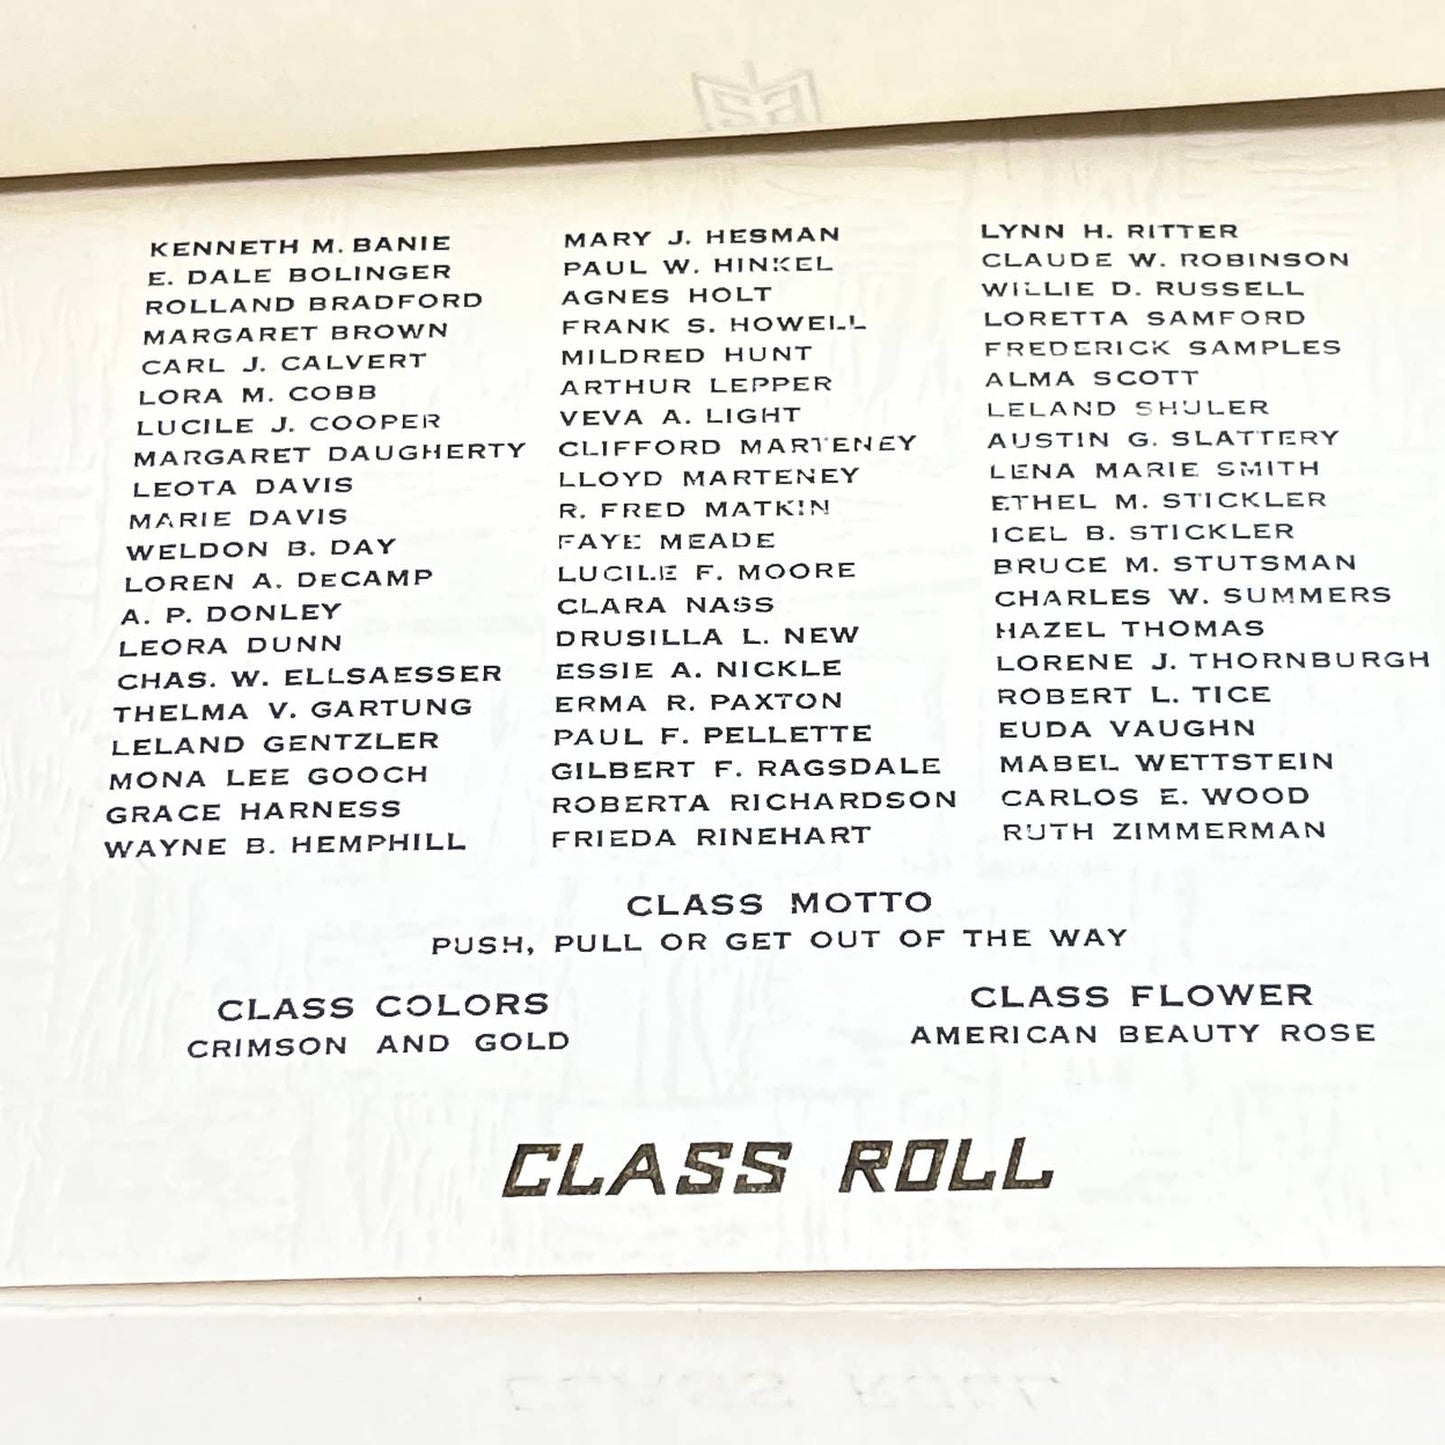 KENNETH M. BANIE
E. DALE BOLINGER
ROLLAND BRADFORD
MARGARET BROWN
CARL J. CALVERT
LORA M. COBB
LUCILE J. COOPER
MARGARET DAUGHERTY
LEOTA DAVIS
MARIE DAVIS
WELDON B. DAY
LOREN A. DeCAMP
A. P. DONLEY
LEORA DUNN
CHAS. W. ELLSAESSER
THELMA V. GARTUNG
LELAND GENTZLER
MONA LEE GOOCH
GRACE HARNESS
WAYNE B. HEMPHILL
MARY J. HESMAN
PAUL W. HINKEL
AGNES HOLT
FRANK S. HOWELL
MILDRED HUNT
ARTHUR LEPPER
VEVA A. LIGHT
CLIFFORD MARTENEY
LLOYD MARTENEY
R. FRED MATKIN
FAYE MEADE
LUCILE F. MOORE
CLARA NASS
DRUSILLA L. NEW
ESSIE A. NICKLE
ERMA R. PAXTON
PAUL F. PELLETTE
GILBERT F. RAGSDALE
ROBERTA RICHARDSON
FRIEDA RINEHART
LYNN H. RITTER
CLAUDE W. ROBINSON
WILLIE D. RUSSELL
LORETTA SAMFORD
FREDERICK SAMPLES
ALMA SCOTT
LELAND SHULER
AUSTIN G. SLATTERY
LENA MARIE SMITH
ETHEL M. STICKLER
ICEL B. STICKLER
BRUCE M. STUTSMAN
CHARLES W. SUMMERS
HAZEL THOMAS
LORENE J. THORNBURGH
ROBERT L. TICE
EUDA VAUGHN
MABEL WETTSTEIN
CARLOS E. WOOD
RUTH ZIMMERMAN
CLASS MOTTO
PUSH, PULL OR GET OUT OF THE WAY
CLASS COLORS
CRIMSON AND GOLD
CLASS FLOWER
AMERICAN BEAUTY ROSE
CLASS ROLL